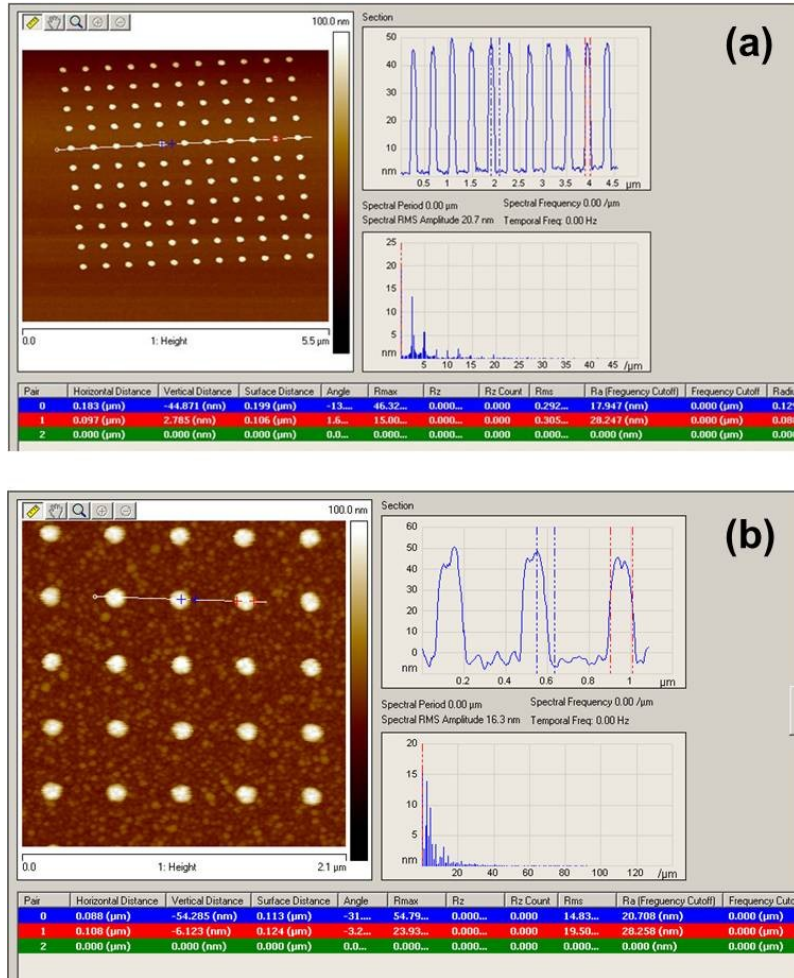 100.0 nm
0.0 1: Height 5.5 µm
Section
(a)
50
40
30
20
10
nm
0.5 1 1.5 2 2.5 3 3.5 4 4.5 µm
Spectral Period 0.00 µm Spectral Frequency 0.00 /µm
Spectral RMS Amplitude 20.7 nm Temporal Freq: 0.00 Hz
25
20
15
10
5
nm
5 10 15 20 25 30 35 40 45 /µm
Pair Horizontal Distance Vertical Distance Surface Distance Angle Rmax Rz Rz Count Rms Ra (Freguency Cutoff) Frequency Cutoff Radiu
0 0.183 (µm) -44.871 (nm) 0.199 (µm) -13.... 46.32... 0.000... 0.000 0.292... 17.947 (nm) 0.000 (µm) 0.129
1 0.097 (µm) 2.785 (nm) 0.106 (µm) 1.6... 15.00... 0.000... 0.000 0.305... 28.247 (nm) 0.000 (µm)
2 0.000 (µm) 0.000 (nm) 0.000 (µm) 0.0... 0.000... 0.000... 0.000 0.000... 0.000 (nm) 0.000 (µm) 0.000
100.0 nm
0.0 1: Height 2.1 µm
Section
(b)
60
50
40
30
20
10
0
nm
0.2 0.4 0.6 0.8 1 µm
Spectral Period 0.00 µm Spectral Frequency 0.00 /µm
Spectral RMS Amplitude 16.3 nm Temporal Freq: 0.00 Hz
20
15
10
5
nm
20 40 60 80 100 120 /µm
Pair Horizontal Distance Vertical Distance Surface Distance Angle Rmax Rz Rz Count Rms Ra (Freguency Cutoff) Frequency Cuto
0 0.088 (µm) -54.285 (nm) 0.113 (µm) -31.... 54.79... 0.000... 0.000 14.83... 20.708 (nm) 0.000 (µm)
1 0.108 (µm) -6.123 (nm) 0.124 (µm) -3.2... 23.93... 0.000... 0.000 19.50... 28.258 (nm) 0.000 (µm)
2 0.000 (µm) 0.000 (nm) 0.000 (µm) 0.0... 0.000... 0.000... 0.000 0.000... 0.000 (nm) 0.000 (µm)